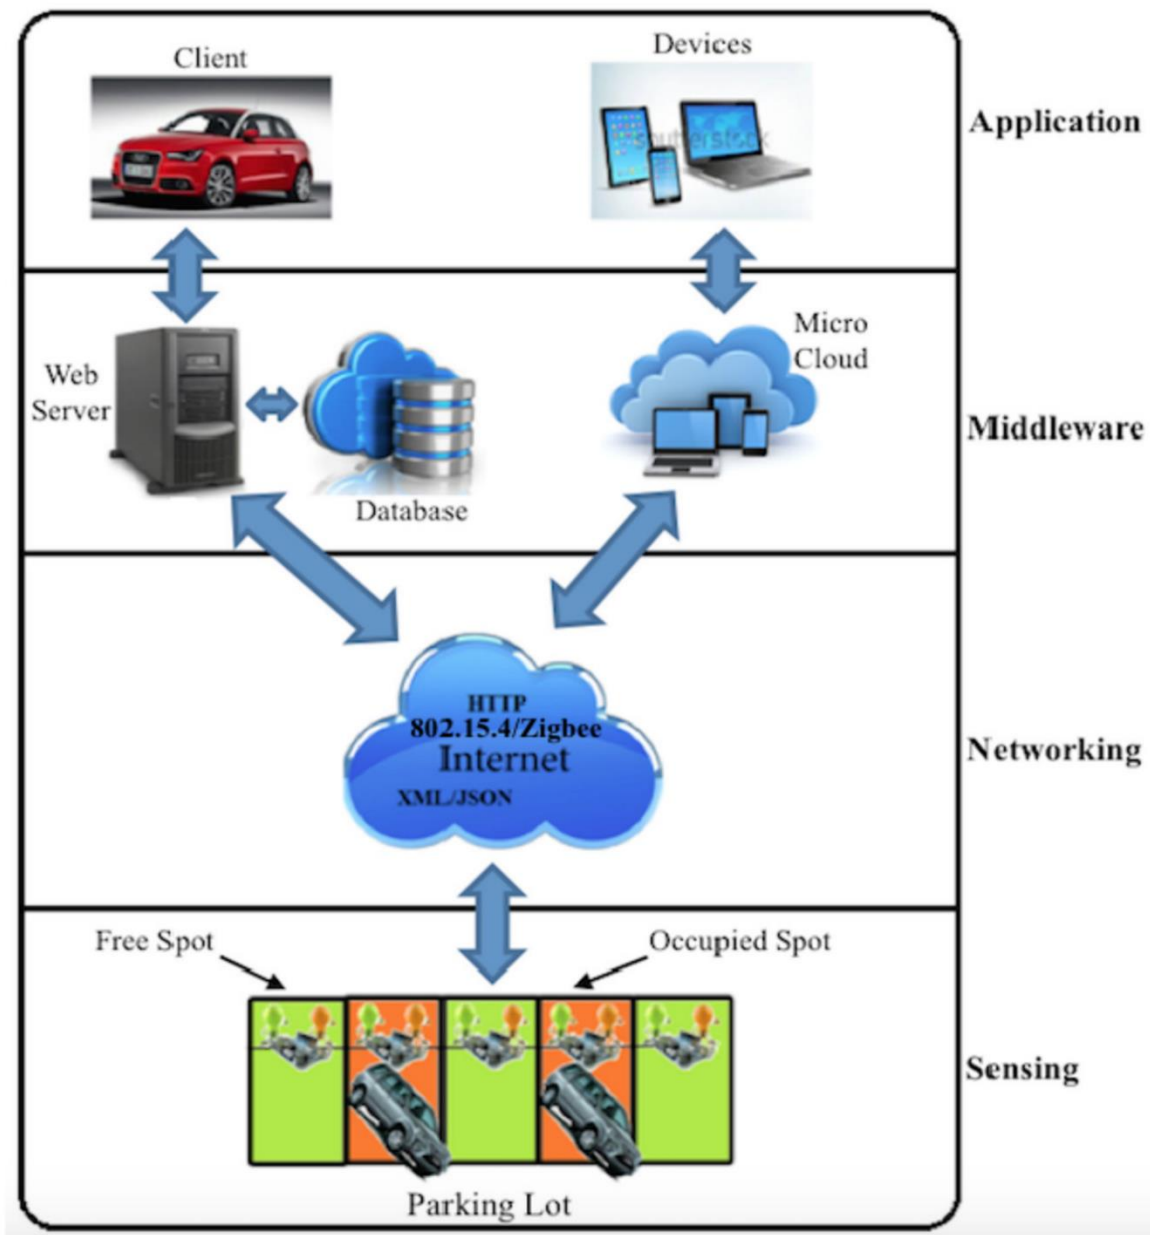 Client
Devices
Application
shutterstock
Micro
Cloud
Web
Server
Middleware
Database
HTTP
802.15.4/Zigbee
Internet
XML/JSON
Networking
Free Spot
Occupied Spot
Sensing
Parking Lot